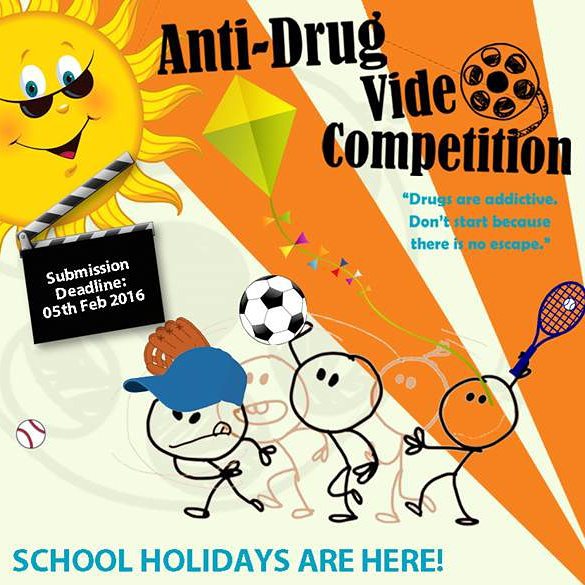 Anti-Drug
Video
Competition
"Drugs are addictive.
Don't start because
there is no escape."
Submission
Deadline:
05th Feb 2016
SCHOOL HOLIDAYS ARE HERE!